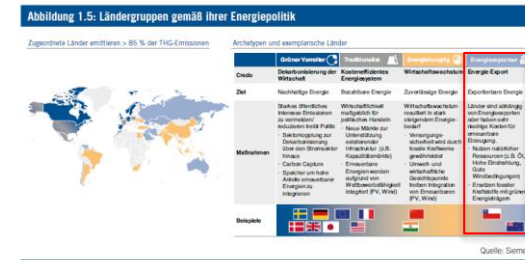 Abbildung 1.5: Ländergruppen gemäß ihrer Energiepolitik
Zugeordnete Länder emittieren > 85 % der THG-Emissionen
Archetypen und exemplarische Länder
Grüner Vorreiter
Traditionalist
Energiehungrig
Energieexporteur
Credo
Dekarbonisierung der
Wirtschaft
Kosteneffizientes
Energiesystem
Wirtschaftswachstum
Energie Export
Ziel
Nachhaltige Energie
Bezahlbare Energie
Zuverlässige Energie
Exportierbare Energie
Maßnahmen
Starkes öffentliches
Interesse Emissionen
zu vermeiden/
reduzieren treibt Politik
- Sektorkopplung zur
Dekarbonisierung
über den Stromsektor
hinaus
- Carbon Capture
- Speicher um hohe
Anteile erneuerbarer
Energien zu
integrieren
Wirtschaftlichkeit
maßgeblich für
politisches Handeln
- Neue Märkte zur
Unterstützung
existierender
Infrastruktur (z.B.
Kapazitätsmärkte)
- Erneuerbare
Energien werden
aufgrund von
Wettbewerbsfähigkeit
integriert (PV, Wind)
Wirtschaftswachstum
resultiert in stark
steigendem Energie-
bedarf
- Versorgungs-
sicherheit wird durch
fossile Kraftwerke
gewährleistet
- Umwelt- und
wirtschaftliche
Gesichtspunkte
treiben Integration
von Erneuerbaren
(PV, Wind)
Länder sind abhängig
von Energieexporten
oder haben sehr
niedrige Kosten für
erneuerbare
Erzeugung.
- Nutzen natürlicher
Ressourcen (z.B. Öl,
Hohe Einstrahlung,
Gute
Windbedingungen)
- Ersetzen fossiler
Kraftstoffe mit grünen
Energieträgern
Beispiele
Quelle: